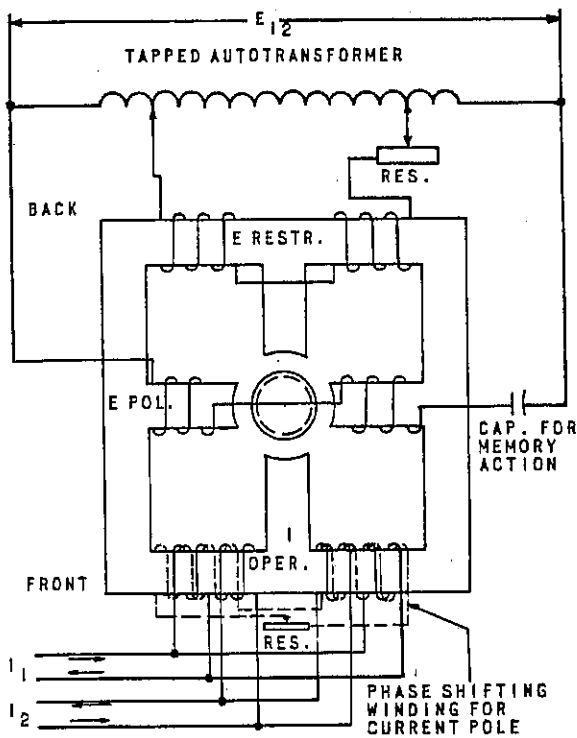 E12
TAPPED AUTOTRANSFORMER
RES.
BACK
E RESTR.
E POL.
CAP. FOR
MEMORY
ACTION
I
OPER.
FRONT
RES.
I1
I2
PHASE SHIFTING
WINDING FOR
CURRENT POLE